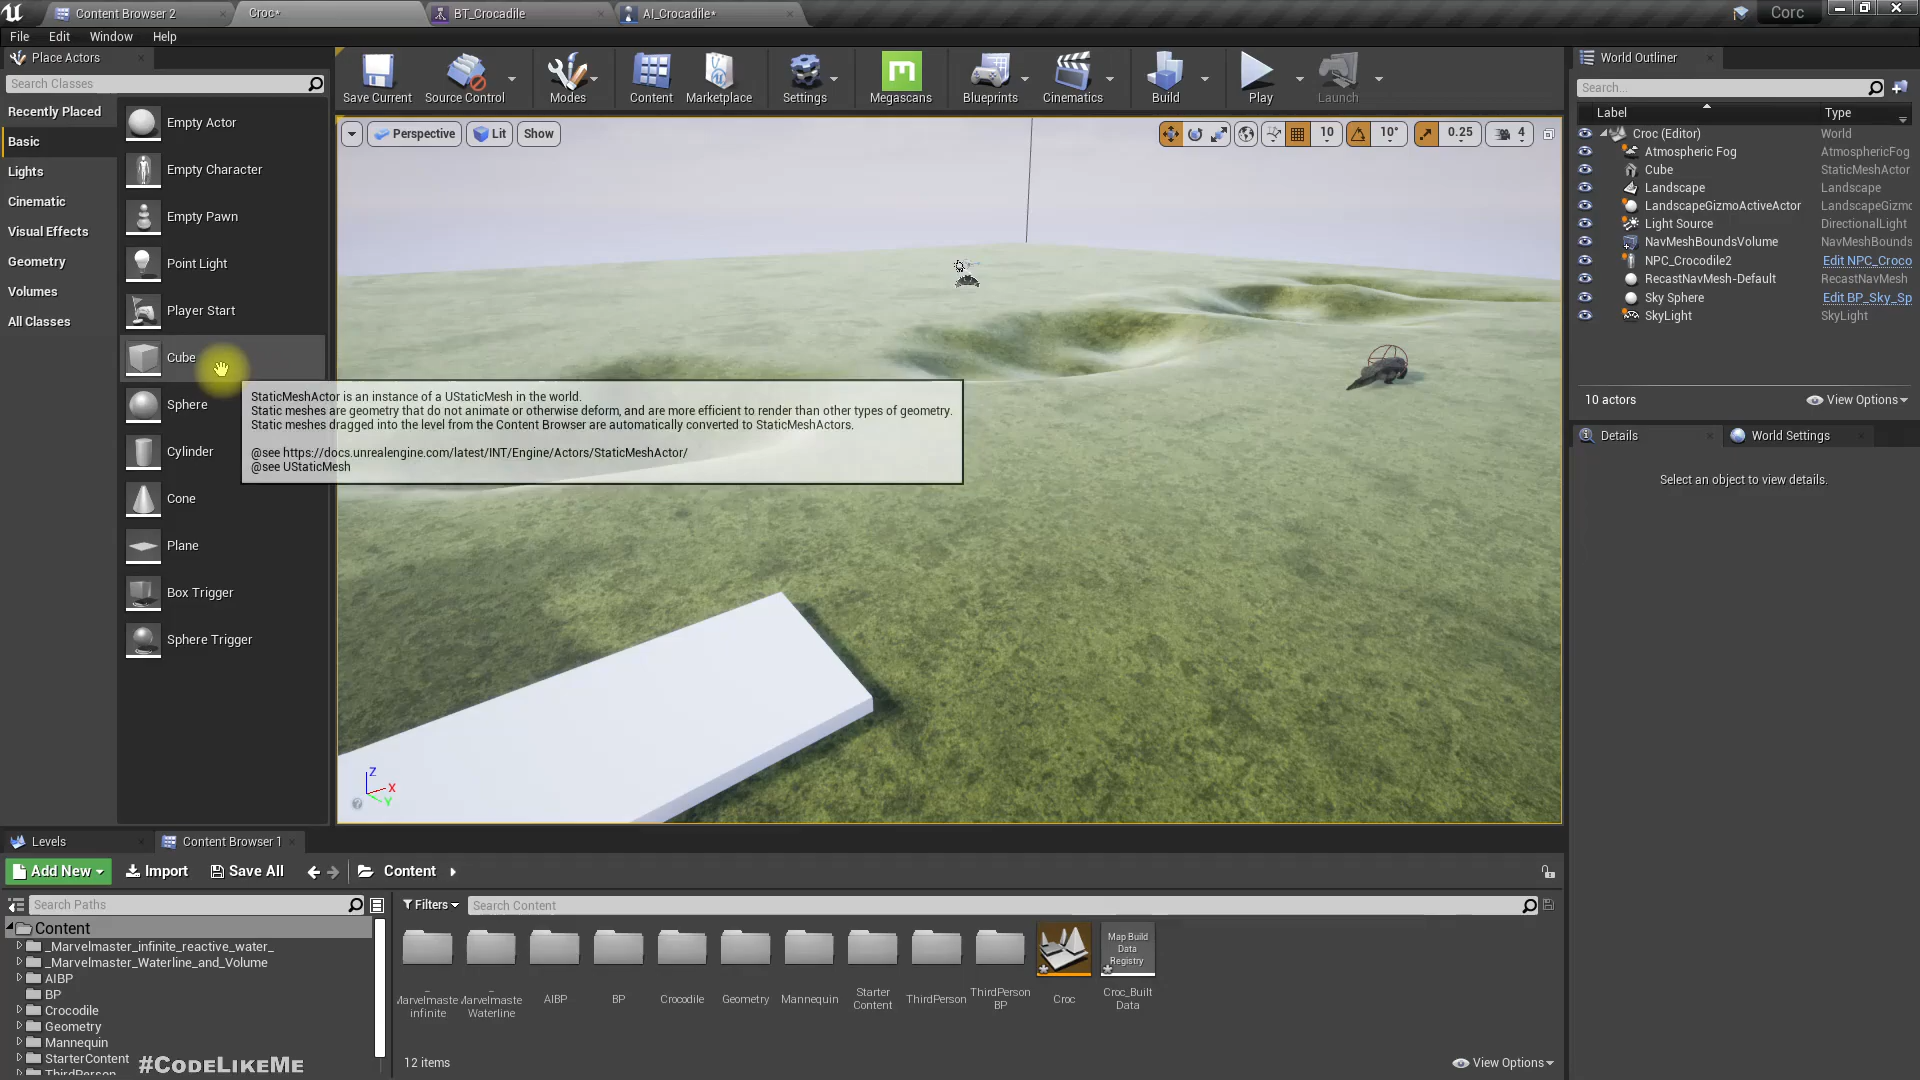 Content Browser 2
Croc*
BT_Crocadile
AI_Crocadile*
Corc
File
Edit
Window
Help
Place Actors
Search Classes
Recently Placed
Basic
Lights
Cinematic
Visual Effects
Geometry
Volumes
All Classes
Empty Actor
Empty Character
Empty Pawn
Point Light
Player Start
Cube
Sphere
Cylinder
Cone
Plane
Box Trigger
Sphere Trigger
Save Current
Source Control
Modes
Content
Marketplace
Settings
Megascans
Blueprints
Cinematics
Build
Play
Launch
Perspective
Lit
Show
10
10°
0.25
4
StaticMeshActor is an instance of a UStaticMesh in the world.
Static meshes are geometry that do not animate or otherwise deform, and are more efficient to render than other types of geometry.
Static meshes dragged into the level from the Content Browser are automatically converted to StaticMeshActors.
@see https://docs.unrealengine.com/latest/INT/Engine/Actors/StaticMeshActor/
@see UStaticMesh
Z
X
Y
World Outliner
Search...
Label
Type
Croc (Editor) World
Atmospheric Fog AtmosphericFog
Cube StaticMeshActor
Landscape Landscape
LandscapeGizmoActiveActor LandscapeGizmo
Light Source DirectionalLight
NavMeshBoundsVolume NavMeshBounds
NPC_Crocodile2 Edit NPC_Croco
RecastNavMesh-Default RecastNavMesh
Sky Sphere Edit BP_Sky_Sp
SkyLight SkyLight
10 actors
View Options
Details
World Settings
Select an object to view details.
Levels
Content Browser 1
Add New
Import
Save All
Content
Search Paths
Filters
Search Content
Content
_Marvelmaster_infinite_reactive_water_
_Marvelmaster_Waterline_and_Volume
AIBP
BP
Crocodile
Geometry
Mannequin
StarterContent
ThirdPerson
_
Marvelmaster
infinite
_
Marvelmaster
Waterline
AIBP
BP
Crocodile
Geometry
Mannequin
Starter
Content
ThirdPerson
ThirdPerson
BP
Croc
Map Build
Data
Registry
Croc_Built
Data
12 items
View Options
#CodeLikeMe